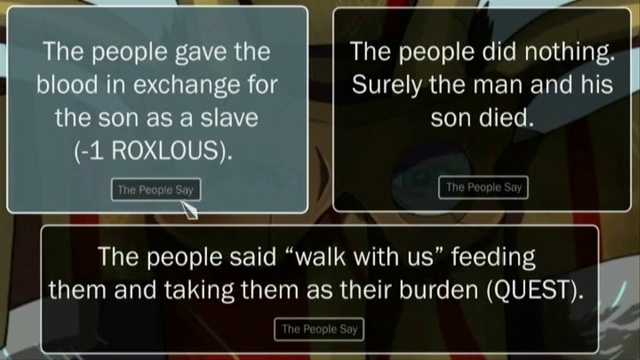 The people gave the
blood in exchange for
the son as a slave
(-1 ROXLOUS).
The People Say
The people did nothing.
Surely the man and his
son died.
The People Say
The people said “walk with us” feeding
them and taking them as their burden (QUEST).
The People Say